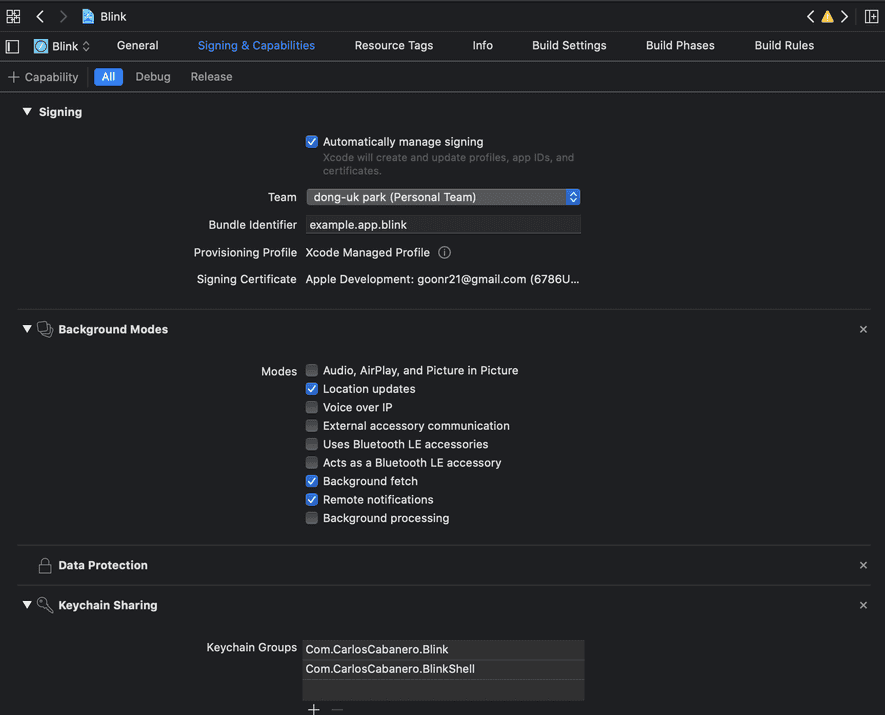 Blink
Blink General Signing & Capabilities Resource Tags Info Build Settings Build Phases Build Rules
+ Capability All Debug Release
Signing
Automatically manage signing
Xcode will create and update profiles, app IDs, and
certificates.
Team dong-uk park (Personal Team)
Bundle Identifier example.app.blink
Provisioning Profile Xcode Managed Profile
Signing Certificate Apple Development: goonr21@gmail.com (6786U...
Background Modes
Modes Audio, AirPlay, and Picture in Picture
Location updates
Voice over IP
External accessory communication
Uses Bluetooth LE accessories
Acts as a Bluetooth LE accessory
Background fetch
Remote notifications
Background processing
Data Protection
Keychain Sharing
Keychain Groups Com.CarlosCabanero.Blink
Com.CarlosCabanero.BlinkShell